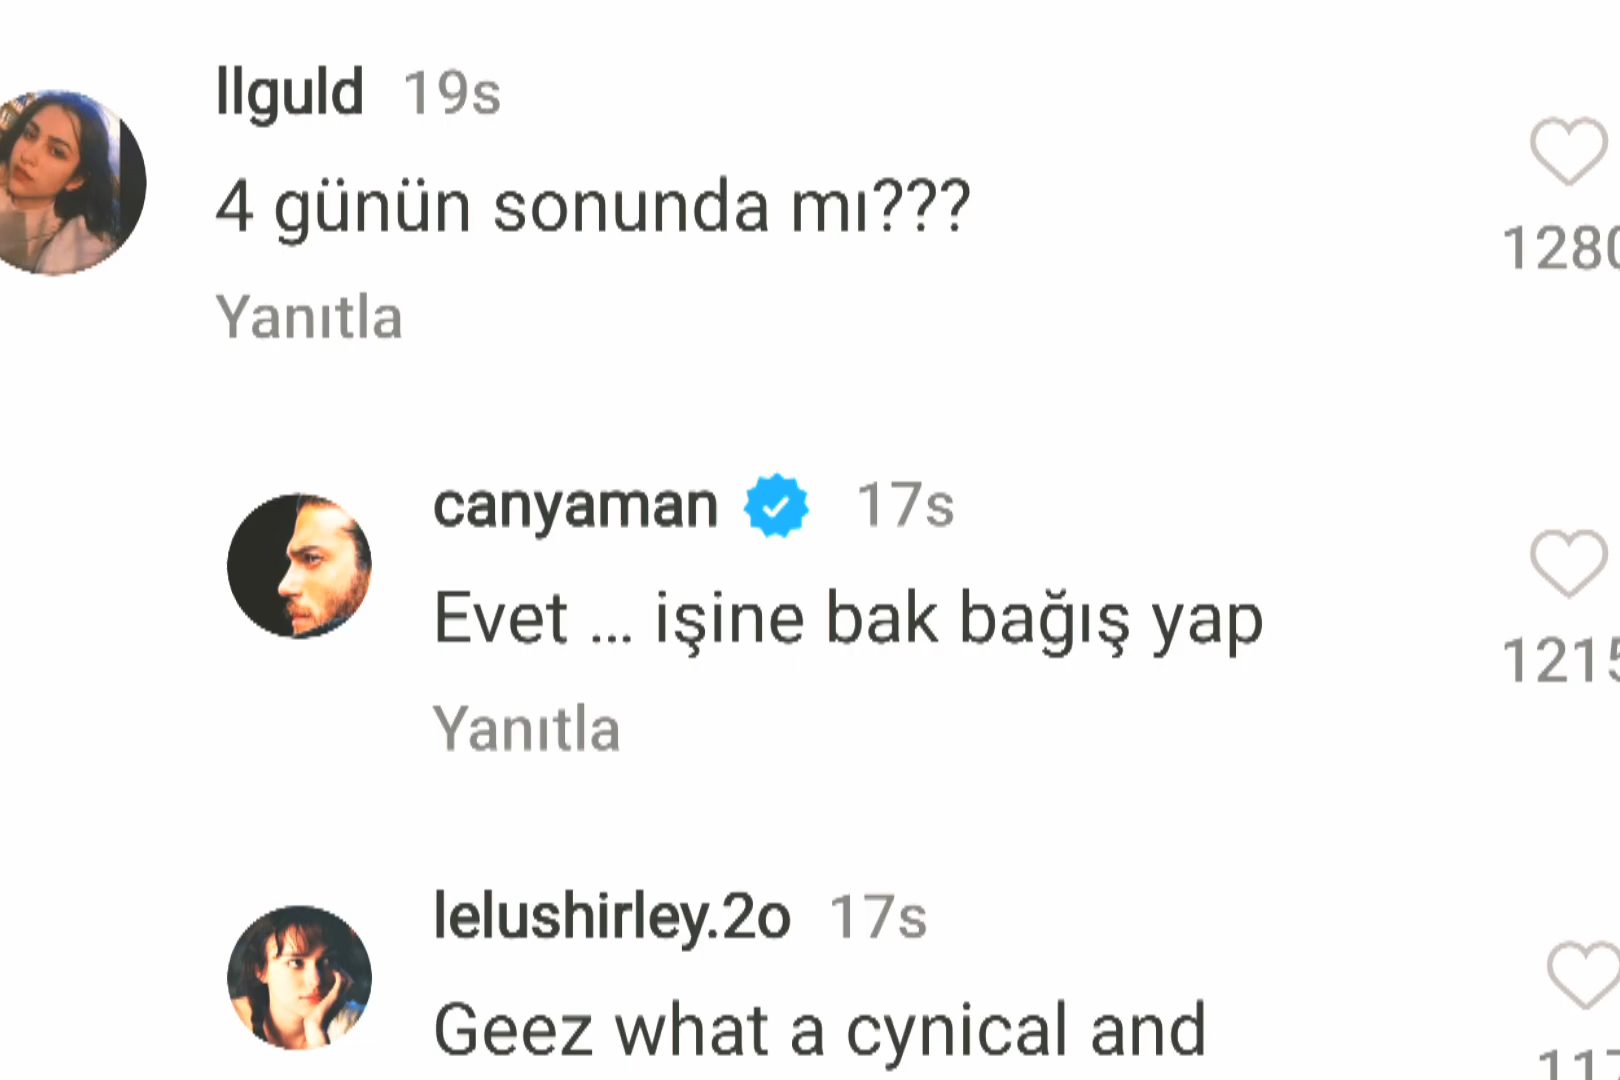 llguld 19s
4 günün sonunda mı???
1280
Yanıtla
canyaman 17s
Evet ... işine bak bağış yap
1215
Yanıtla
lelushirley.2o 17s
Geez what a cynical and
117